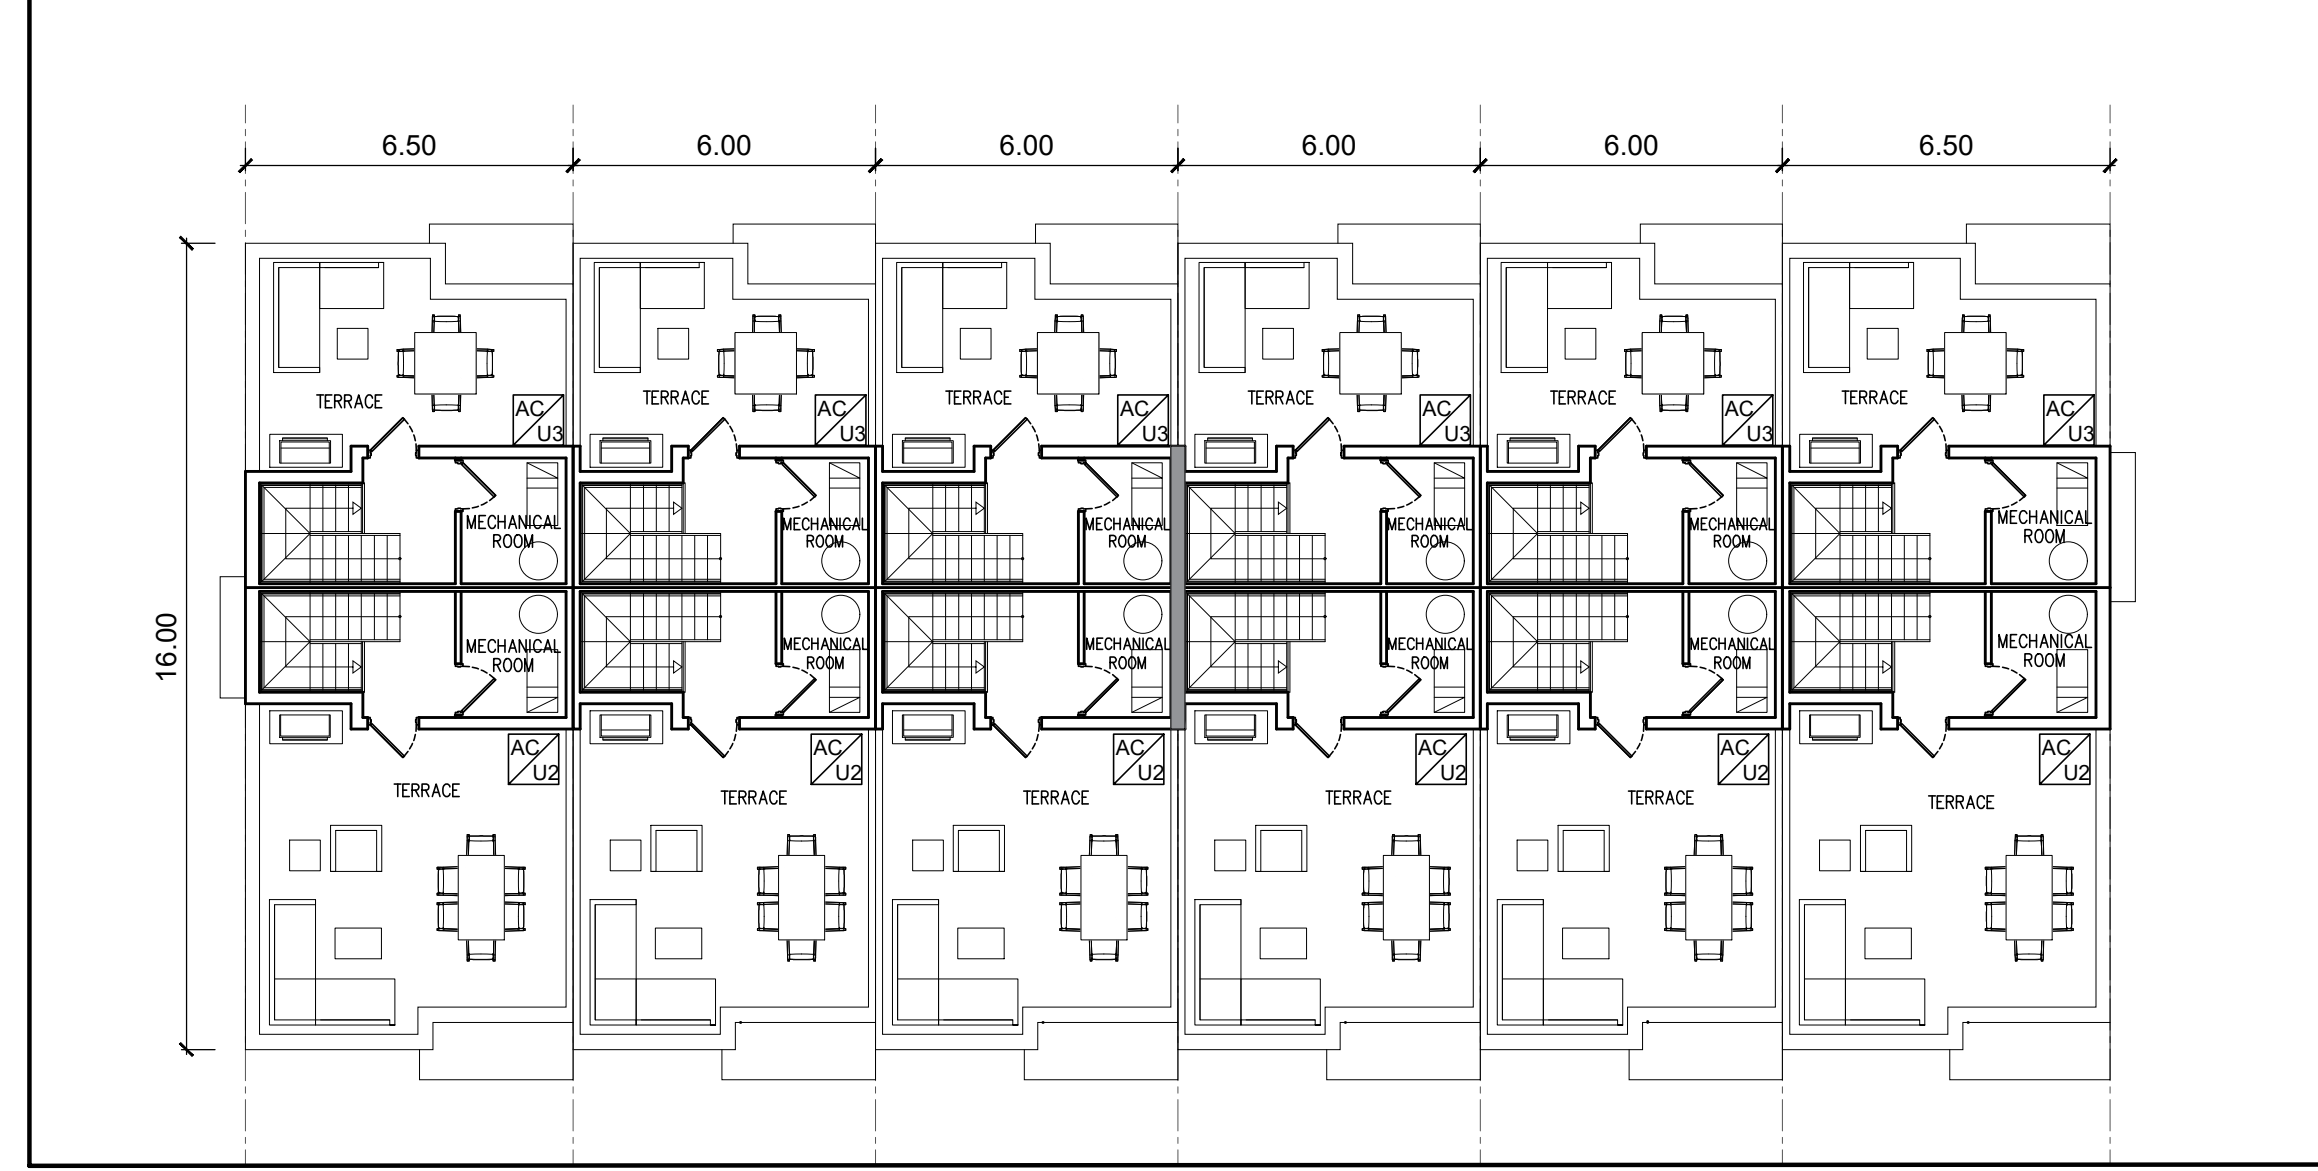 6.50 6.00 6.00 6.00 6.00 6.50
TERRACE TERRACE TERRACE TERRACE TERRACE TERRACE
AC AC AC AC AC AC
U3 U3 U3 U3 U3 U3
MECHANICAL MECHANICAL MECHANICAL MECHANICAL MECHANICAL MECHANICAL
ROOM ROOM ROOM ROOM ROOM ROOM
16.00
MECHANICAL MECHANICAL MECHANICAL MECHANICAL MECHANICAL MECHANICAL
ROOM ROOM ROOM ROOM ROOM ROOM
AC AC AC AC AC AC
U2 U2 U2 U2 U2 U2
TERRACE TERRACE TERRACE TERRACE TERRACE TERRACE